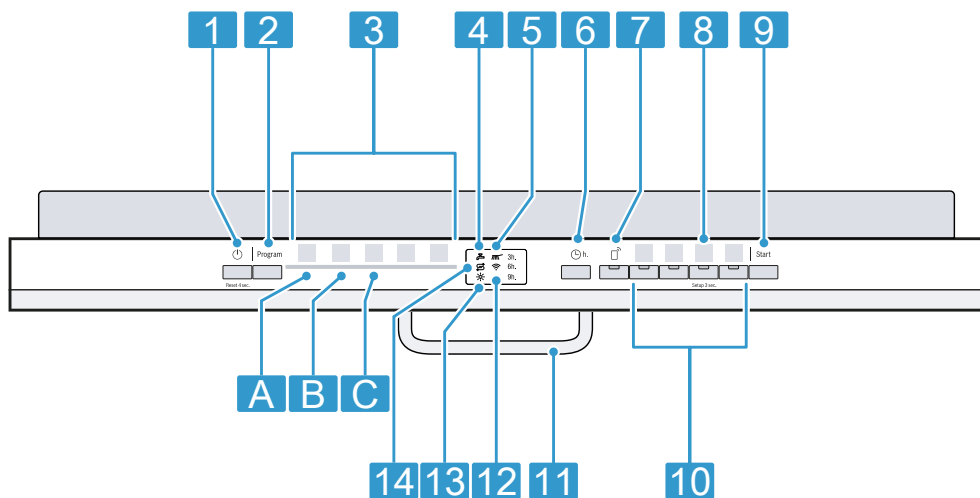 1 2 3 4 5 6 7 8 9
Program 3h. h. Start
6h.
9h.
Reset 4 sec. Setup 3 sec.
A B C
14 13 12 11 10